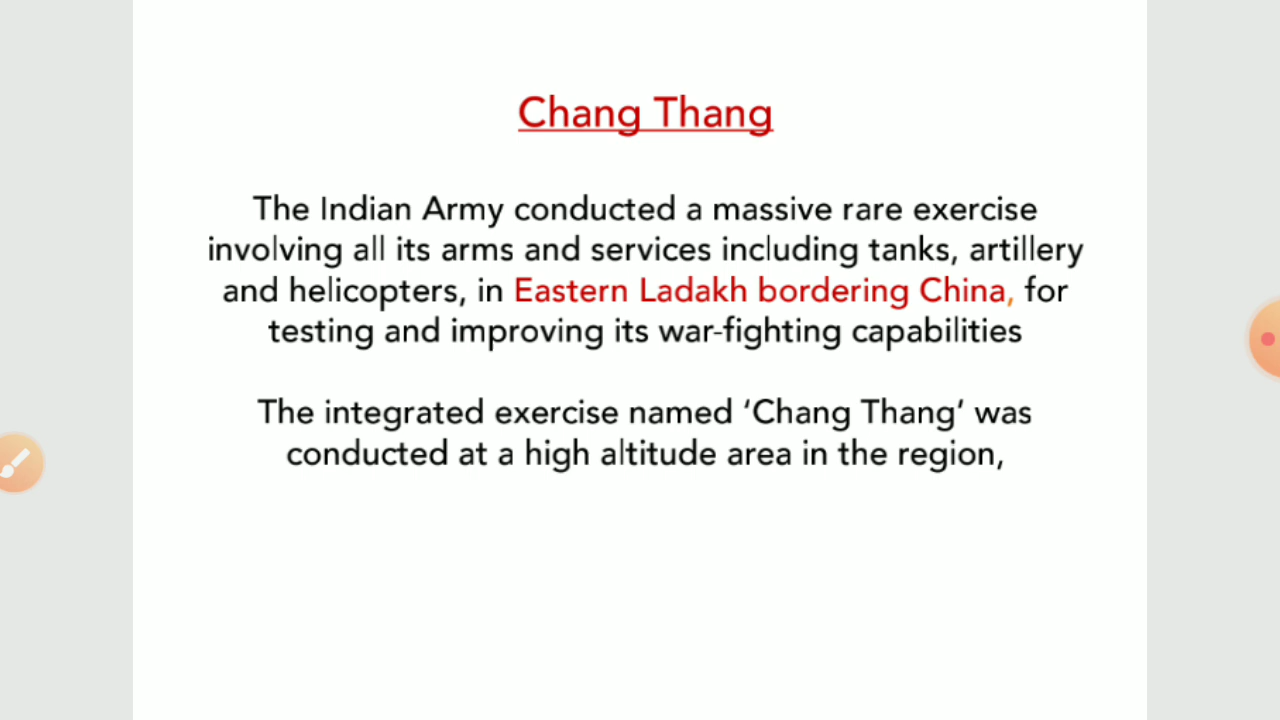 Chang Thang
The Indian Army conducted a massive rare exercise
involving all its arms and services including tanks, artillery
and helicopters, in Eastern Ladakh bordering China, for
testing and improving its war-fighting capabilities
The integrated exercise named ‘Chang Thang’ was
conducted at a high altitude area in the region,